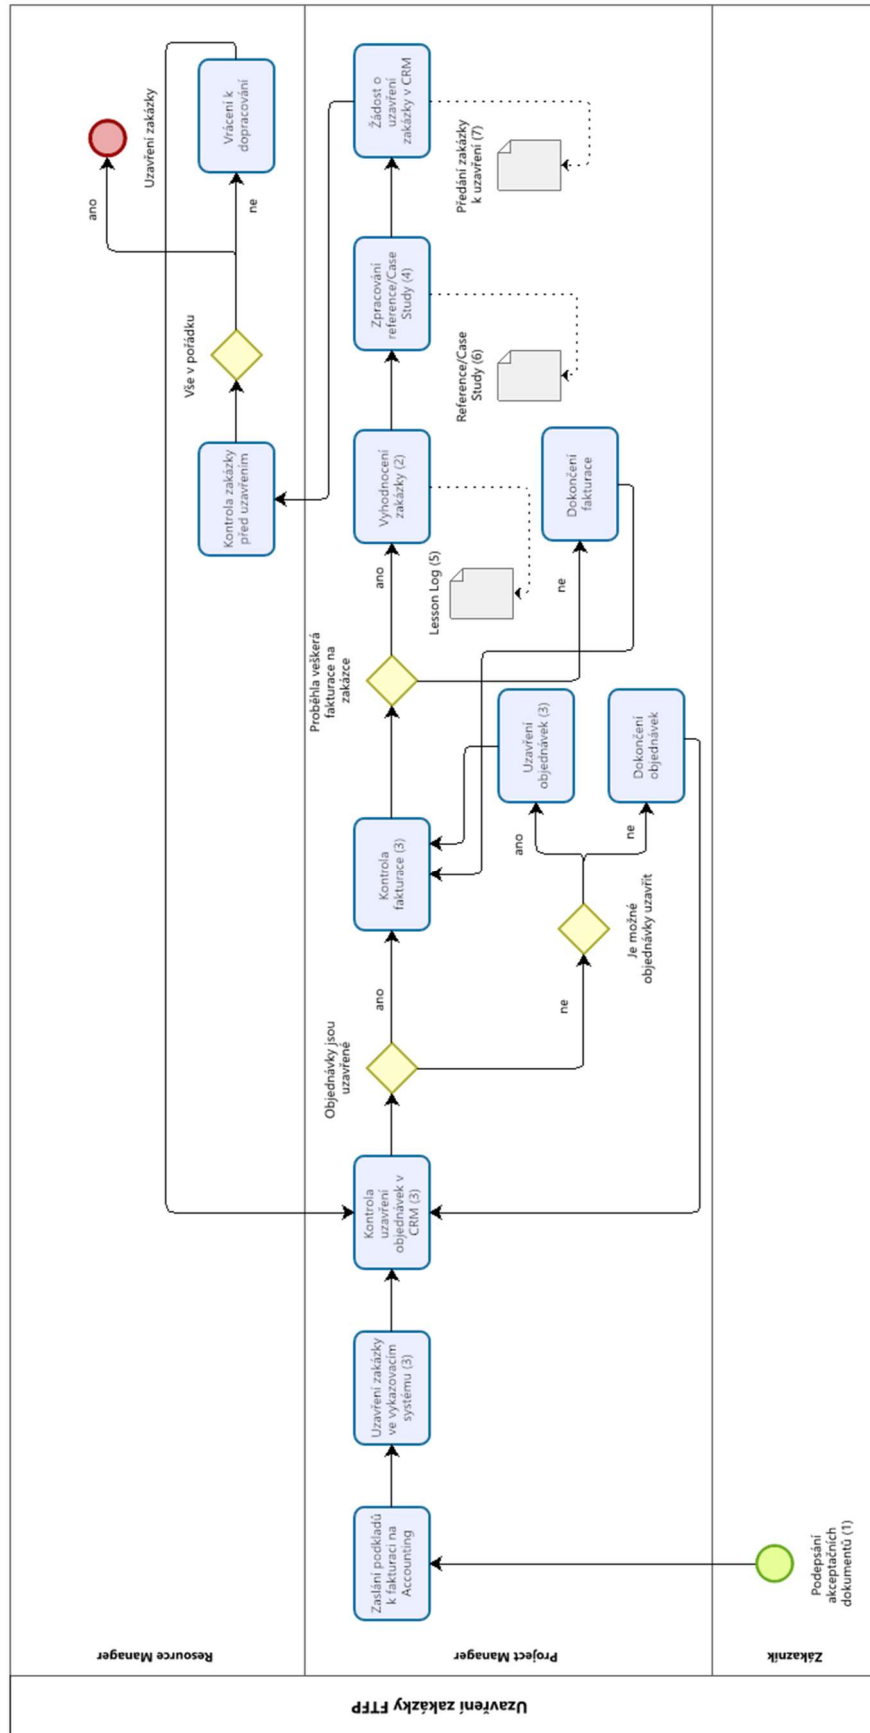 Uzavření zakázky FTFP
Resource Manager
Project Manager
Zákazník
Podepsání
akceptačních
dokumentů (1)
Zaslání podkladů
k fakturaci na
Accounting
Uzavření zakázky
ve vykazovacím
systému (3)
Kontrola
uzavření
objednávek v
CRM (3)
Objednávky jsou
uzavřené
ano
ne
Je možné
objednávky uzavřít
ano
ne
Uzavření
objednávek (3)
Dokončení
objednávek
Kontrola
fakturace (3)
Proběhla veškerá
fakturace na
zakázce
ano
ne
Dokončení
fakturace
Vyhodnocení
zakázky (2)
Lesson Log (5)
Zpracování
reference/Case
Study (4)
Reference/Case
Study (6)
Žádost o
uzavření
zakázky v CRM
Předání zakázky
k uzavření (7)
Kontrola zakázky
před uzavřením
Vše v pořádku
ano
ne
Vrácení k
dopracování
Uzavření zakázky